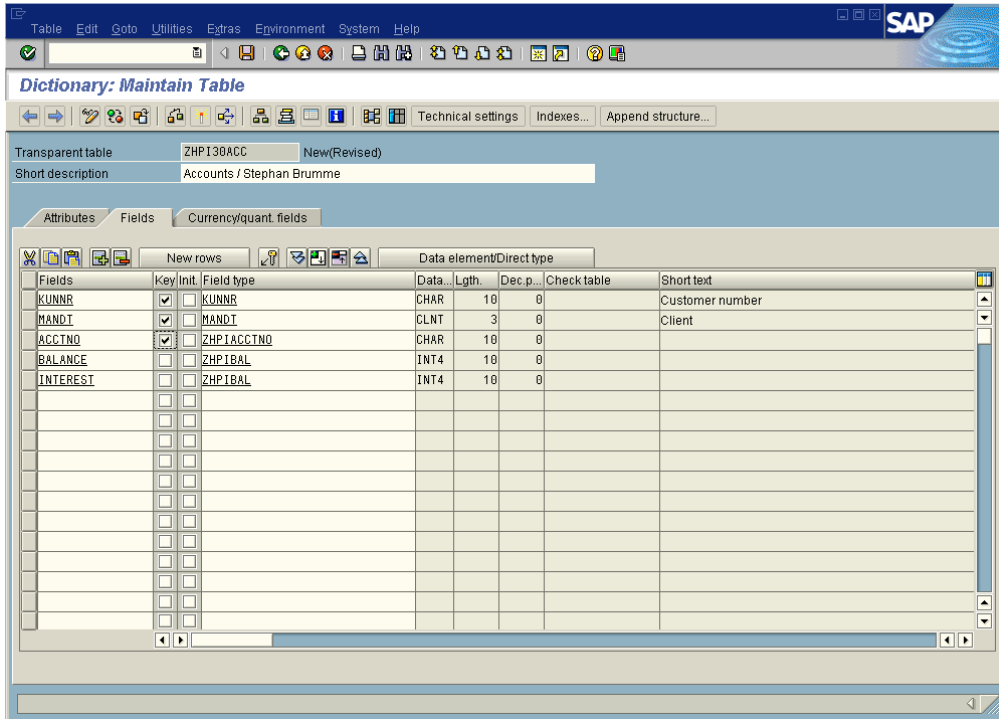 Table Edit Goto Utilities Extras Environment System Help
SAP
Dictionary: Maintain Table
Technical settings Indexes... Append structure...
Transparent table ZHPI30ACC New(Revised)
Short description Accounts / Stephan Brumme
Attributes Fields Currency/quant. fields
New rows Data element/Direct type
Fields Key Init. Field type Data... Lgth. Dec.p... Check table Short text
KUNNR KUNNR CHAR 10 0 Customer number
MANDT MANDT CLNT 3 0 Client
ACCTNO ZHPIACCTNO CHAR 10 0
BALANCE ZHPIBAL INT4 10 0
INTEREST ZHPIBAL INT4 10 0